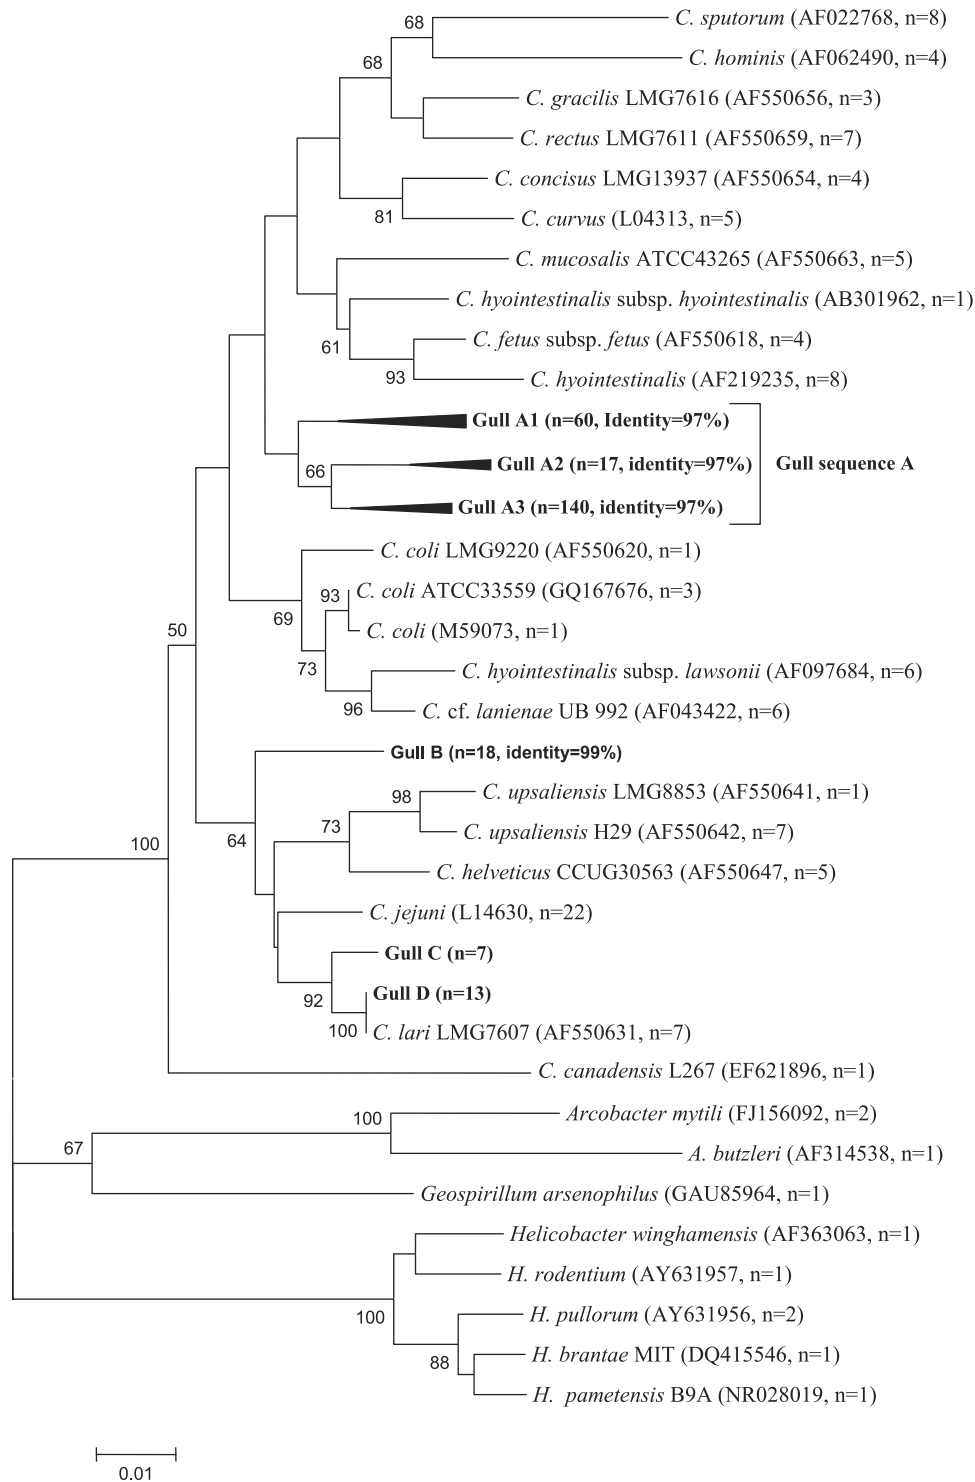 68
C. sputorum (AF022768, n=8)
68
C. hominis (AF062490, n=4)
C. gracilis LMG7616 (AF550656, n=3)
C. rectus LMG7611 (AF550659, n=7)
C. concisus LMG13937 (AF550654, n=4)
81
C. curvus (L04313, n=5)
C. mucosalis ATCC43265 (AF550663, n=5)
C. hyointestinalis subsp. hyointestinalis (AB301962, n=1)
61
C. fetus subsp. fetus (AF550618, n=4)
93
C. hyointestinalis (AF219235, n=8)
Gull A1 (n=60, Identity=97%)
66
Gull A2 (n=17, identity=97%)
Gull sequence A
Gull A3 (n=140, identity=97%)
C. coli LMG9220 (AF550620, n=1)
93
C. coli ATCC33559 (GQ167676, n=3)
69
C. coli (M59073, n=1)
50
73
C. hyointestinalis subsp. lawsonii (AF097684, n=6)
96
C. cf. lanienae UB 992 (AF043422, n=6)
Gull B (n=18, identity=99%)
98
C. upsaliensis LMG8853 (AF550641, n=1)
64
73
C. upsaliensis H29 (AF550642, n=7)
100
C. helveticus CCUG30563 (AF550647, n=5)
C. jejuni (L14630, n=22)
Gull C (n=7)
92
Gull D (n=13)
100
C. lari LMG7607 (AF550631, n=7)
C. canadensis L267 (EF621896, n=1)
100
Arcobacter mytili (FJ156092, n=2)
67
A. butzleri (AF314538, n=1)
Geospirillum arsenophilus (GAU85964, n=1)
Helicobacter winghamensis (AF363063, n=1)
H. rodentium (AY631957, n=1)
100
H. pullorum (AY631956, n=2)
88
H. brantae MIT (DQ415546, n=1)
H. pametensis B9A (NR028019, n=1)
0.01